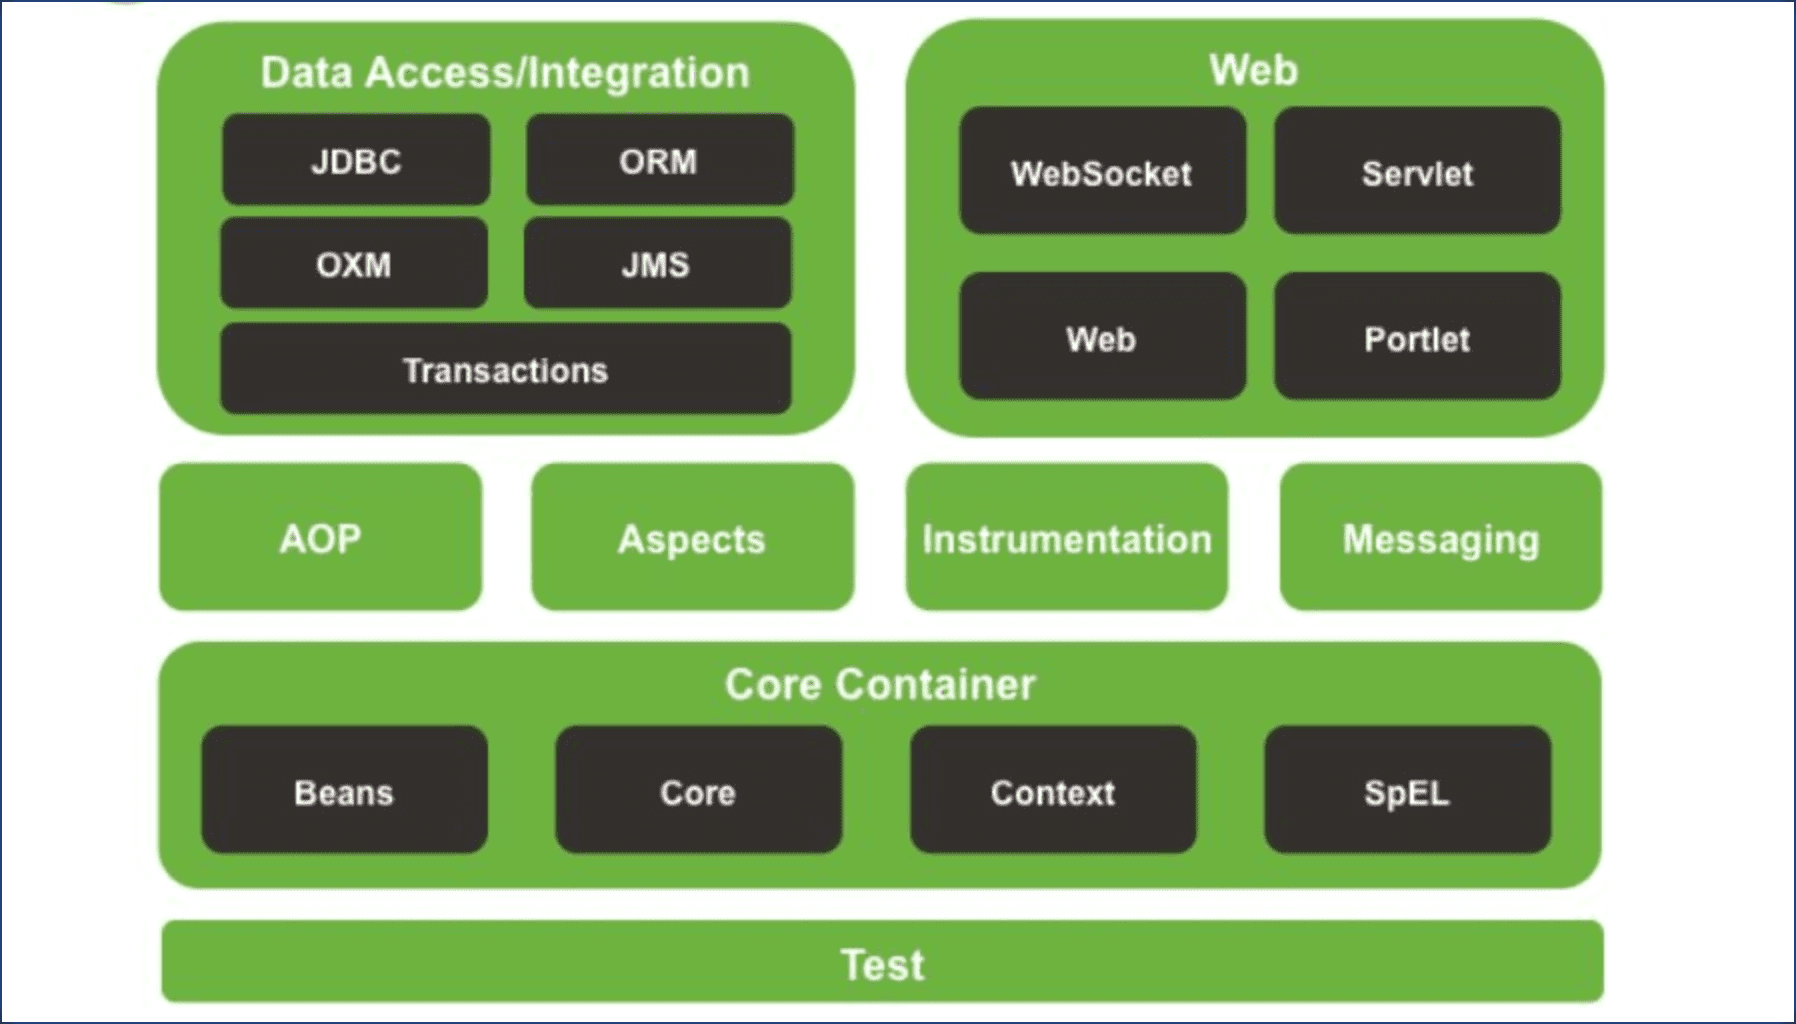 Data Access/Integration
JDBC
ORM
OXM
JMS
Transactions
Web
WebSocket
Servlet
Web
Portlet
AOP
Aspects
Instrumentation
Messaging
Core Container
Beans
Core
Context
SpEL
Test